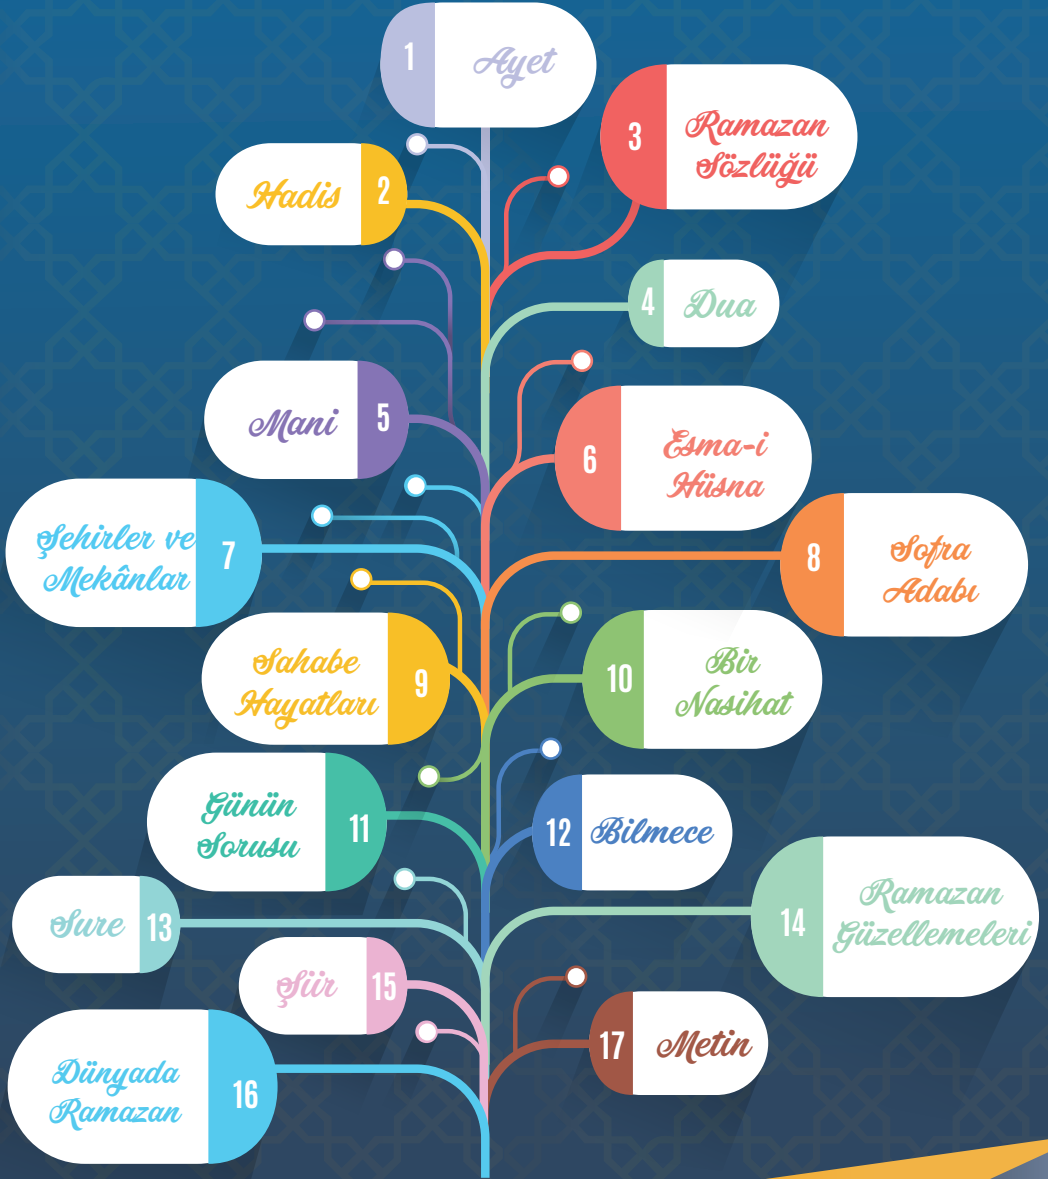 1
Ayet
2
Hadis
3
Ramazan
Sözlüğü
4
Dua
5
Mani
6
Esma-i
Hüsna
7
Şehirler ve
Mekânlar
8
Sofra
Adabı
9
Sahabe
Hayatları
10
Bir
Nasihat
11
Günün
Sorusu
12
Bilmece
13
Sure
14
Ramazan
Güzellemeleri
15
Şiir
16
Dünyada
Ramazan
17
Metin